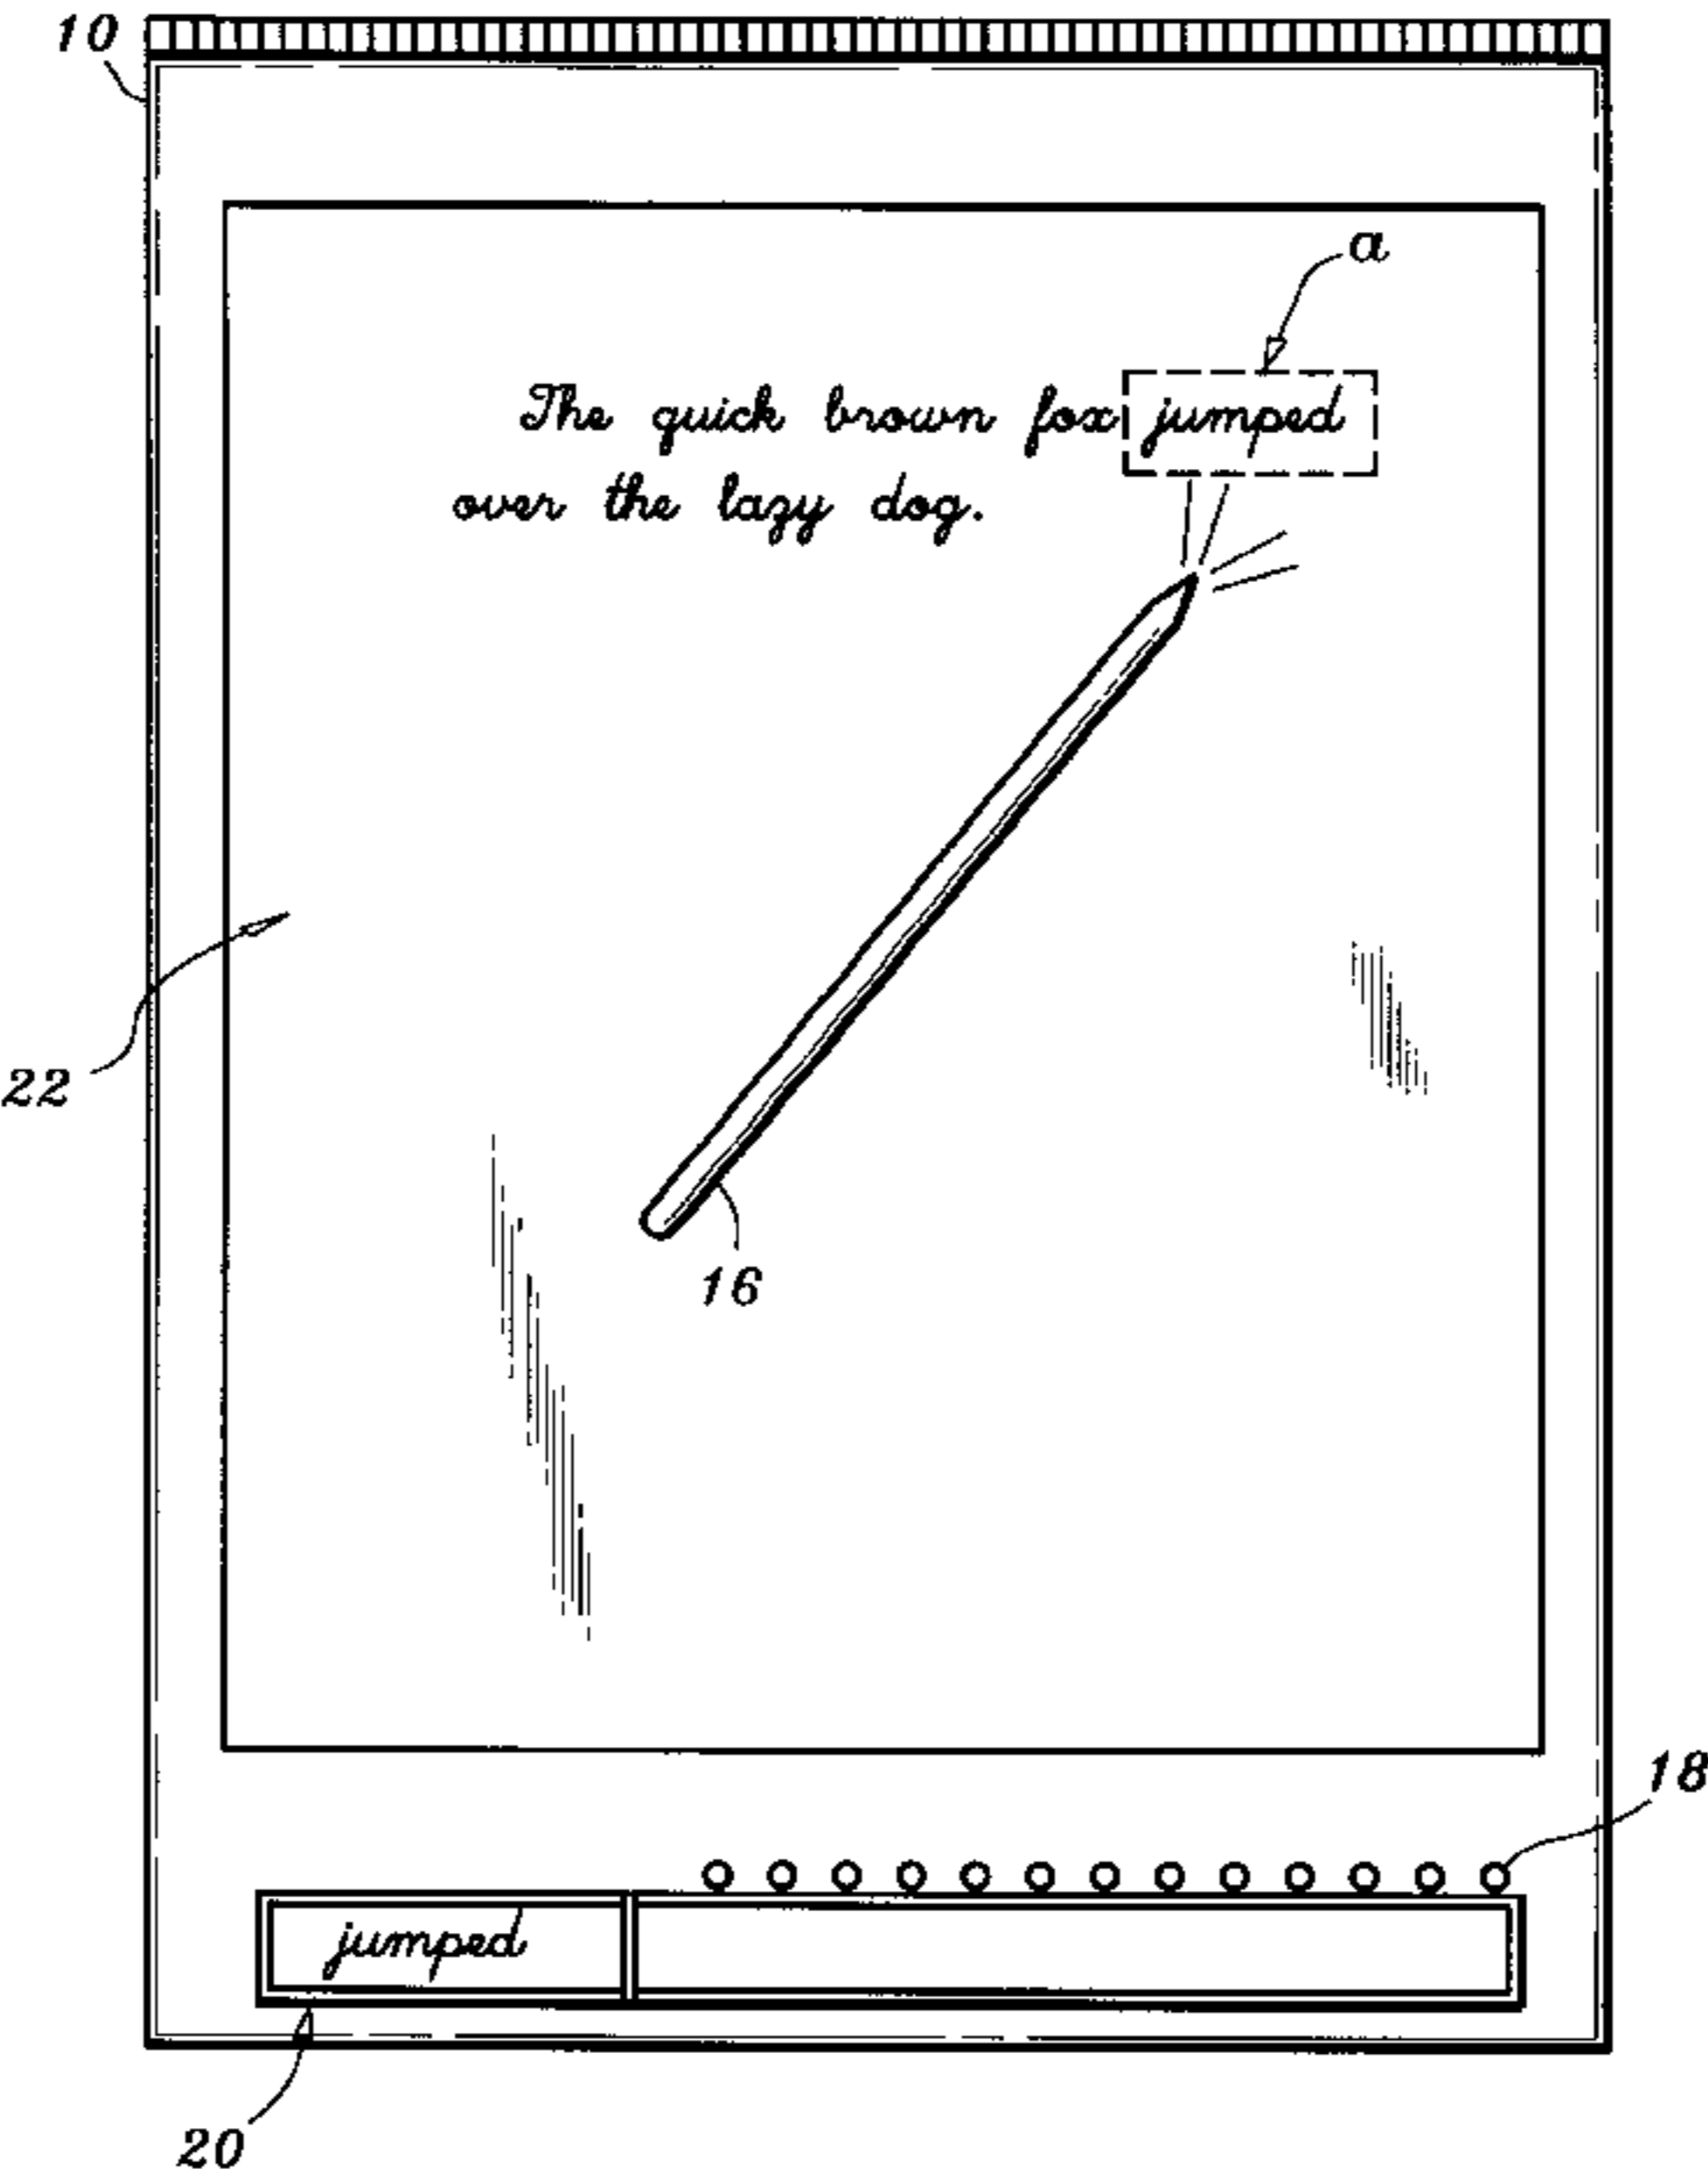 10
a
The quick brown fox jumped
over the lazy dog.
22
16
18
jumped
20